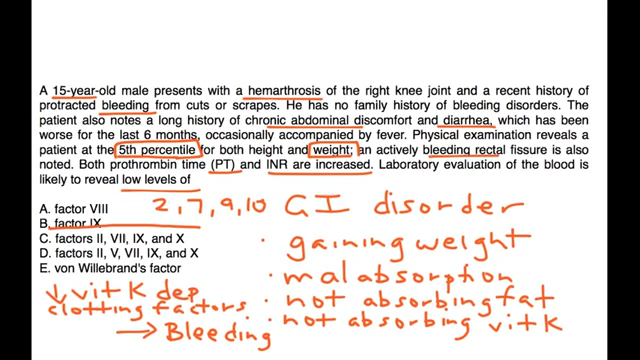 A 15-year-old male presents with a hemarthrosis of the right knee joint and a recent history of
protracted bleeding from cuts or scrapes. He has no family history of bleeding disorders. The
patient also notes a long history of chronic abdominal discomfort and diarrhea, which has been
worse for the last 6 months, occasionally accompanied by fever. Physical examination reveals a
patient at the 5th percentile for both height and weight; an actively bleeding rectal fissure is also
noted. Both prothrombin time (PT) and INR are increased. Laboratory evaluation of the blood is
likely to reveal low levels of
A. factor VIII
B. factor IX
C. factors II, VII, IX, and X
D. factors II, V, VII, IX, and X
E. von Willebrand's factor
2, 7, 9, 10
GI disorder
· gaining weight
· malabsorption
· not absorbing fat
· not absorbing vit K
↓ vit K dep
clotting factors
→ Bleeding